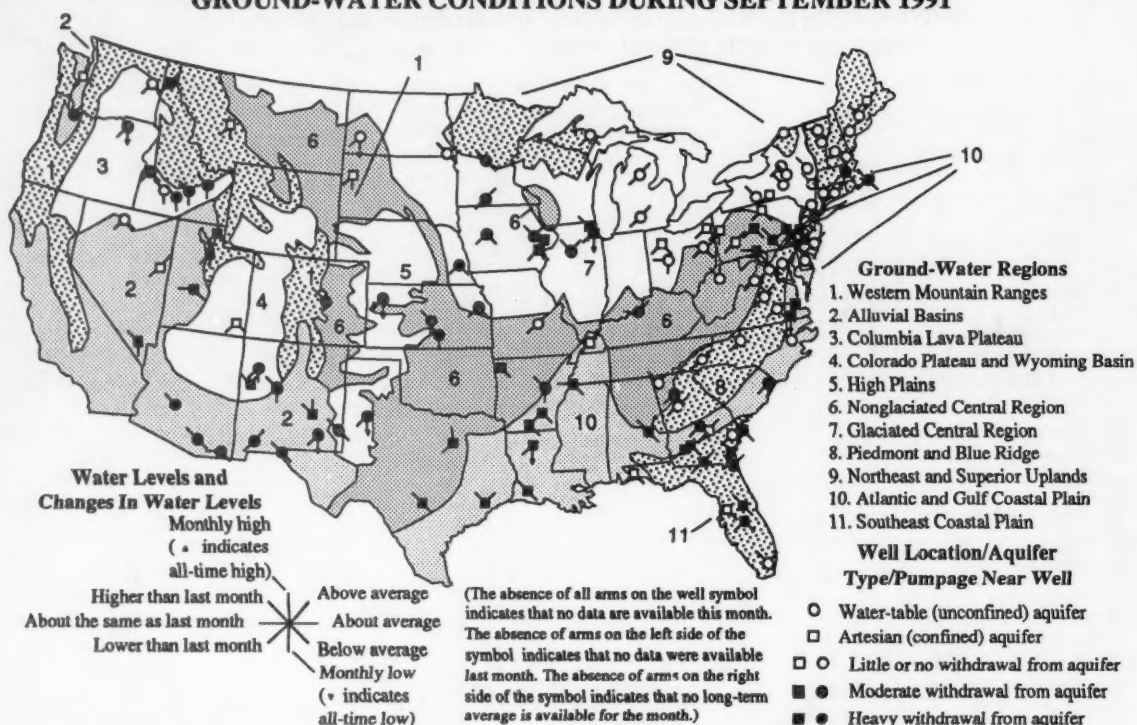 GROUND-WATER CONDITIONS DURING SEPTEMBER 1991
2
1
9
10
6
3
1
6
7
5
2
4
1
6
6
6
8
2
10
11
Ground-Water Regions
1. Western Mountain Ranges
2. Alluvial Basins
3. Columbia Lava Plateau
4. Colorado Plateau and Wyoming Basin
5. High Plains
6. Nonglaciated Central Region
7. Glaciated Central Region
8. Piedmont and Blue Ridge
9. Northeast and Superior Uplands
10. Atlantic and Gulf Coastal Plain
11. Southeast Coastal Plain
Water Levels and
Changes In Water Levels
Monthly high
( ▴ indicates
all-time high)
Higher than last month
Above average
About the same as last month
About average
Lower than last month
Below average
Monthly low
(▾ indicates
all-time low)
(The absence of all arms on the well symbol
indicates that no data are available this month.
The absence of arms on the left side of the
symbol indicates that no data were available
last month. The absence of arms on the right
side of the symbol indicates that no long-term
average is available for the month.)
Well Location/Aquifer
Type/Pumpage Near Well
○ Water-table (unconfined) aquifer
□ Artesian (confined) aquifer
□ ○ Little or no withdrawal from aquifer
■ ● Moderate withdrawal from aquifer
■ ● Heavy withdrawal from aquifer